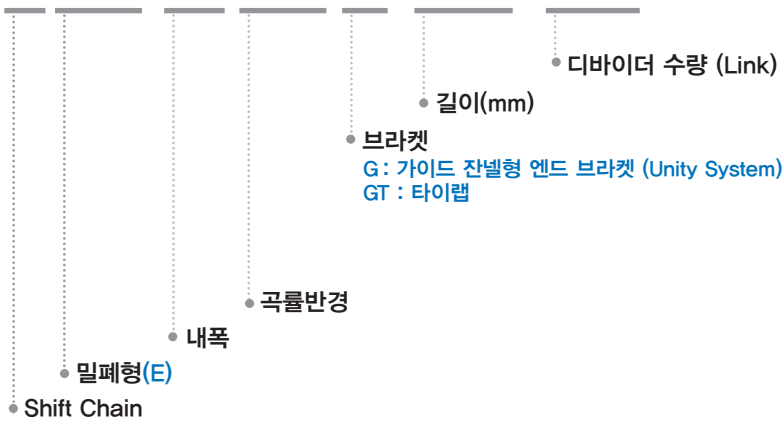 디바이더 수량 (Link)
길이(mm)
브라켓
G : 가이드 잔넬형 엔드 브라켓 (Unity System)
GT : 타이랩
곡률반경
내폭
밀폐형(E)
Shift Chain